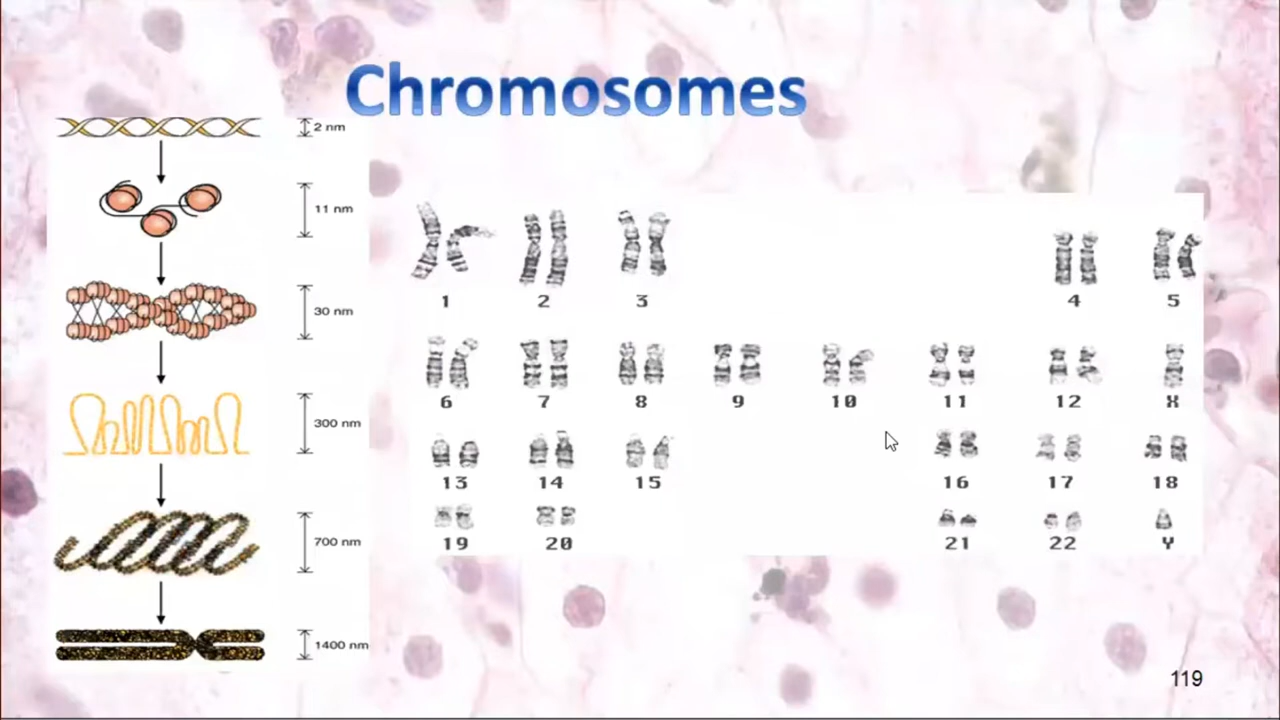 Chromosomes
2 nm
11 nm
30 nm
300 nm
700 nm
1400 nm
1 2 3 4 5
6 7 8 9 10 11 12 X
13 14 15 16 17 18
19 20 21 22 Y
119